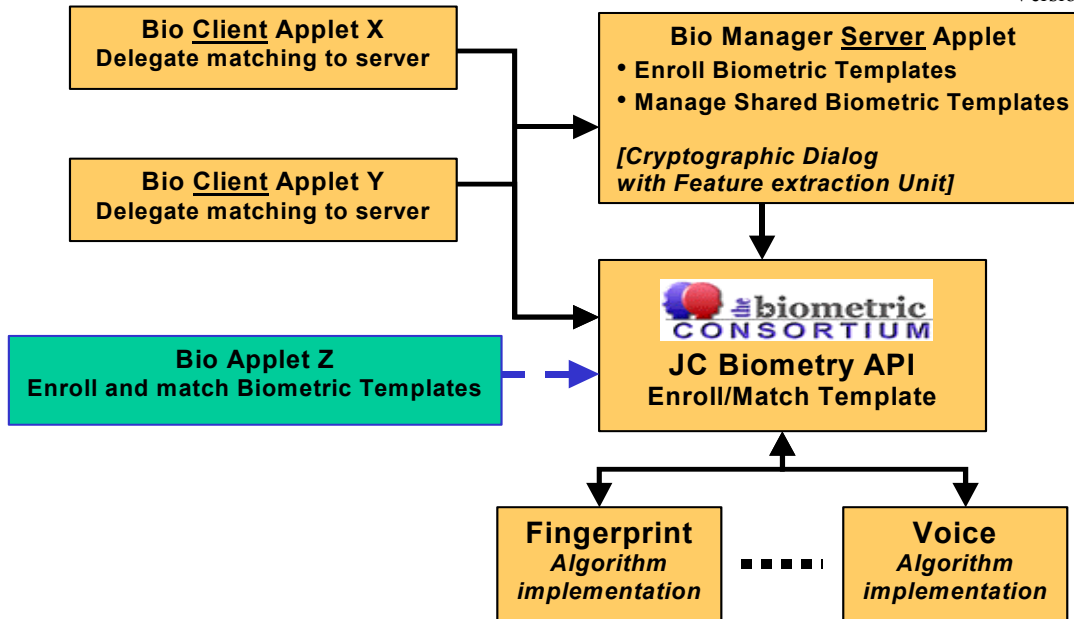 Bio Client Applet X
Delegate matching to server
Bio Manager Server Applet
• Enroll Biometric Templates
• Manage Shared Biometric Templates
[Cryptographic Dialog
with Feature extraction Unit]
Bio Client Applet Y
Delegate matching to server
the biometric
CONSORTIUM
JC Biometry API
Enroll/Match Template
Bio Applet Z
Enroll and match Biometric Templates
Fingerprint
Algorithm
implementation
Voice
Algorithm
implementation